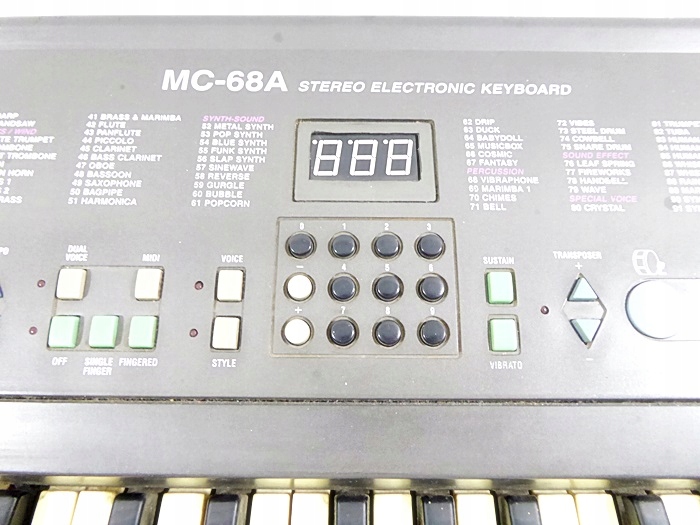 MC-68A STEREO ELECTRONIC KEYBOARD
41 BRASS & MARIMBA
42 FLUTE
43 PANFLUTE
44 PICCOLO
45 CLARINET
46 BASS CLARINET
47 OBOE
48 BASSOON
49 SAXOPHONE
50 BAGPIPE
51 HARMONICA
TRUMPET
TROMBONE
HORN
SYNTH-SOUND
52 METAL SYNTH
53 POP SYNTH
54 BLUE SYNTH
55 FUNK SYNTH
56 SLAP SYNTH
57 SINEWAVE
58 REVERSE
59 GURGLE
60 BUBBLE
61 POPCORN
888
62 DRIP
63 DUCK
64 BABYDOLL
65 MUSICBOX
66 COSMIC
67 FANTASY
PERCUSSION
68 VIBRAPHONE
69 MARIMBA 1
70 CHIMES
71 BELL
72 VIBES
73 STEEL DRUM
74 COWBELL
75 SNARE DRUM
SOUND EFFECT
76 LEAF SPRING
77 FIREWORKS
78 HANDBELL
79 WAVE
SPECIAL VOICE
80 CRYSTAL
0 1 2 3
- 4 5 6
+ 7 8 9
DUAL
VOICE
MIDI
VOICE
OFF
SINGLE
FINGER
FINGERED
STYLE
SUSTAIN
VIBRATO
TRANSPOSER
+
-